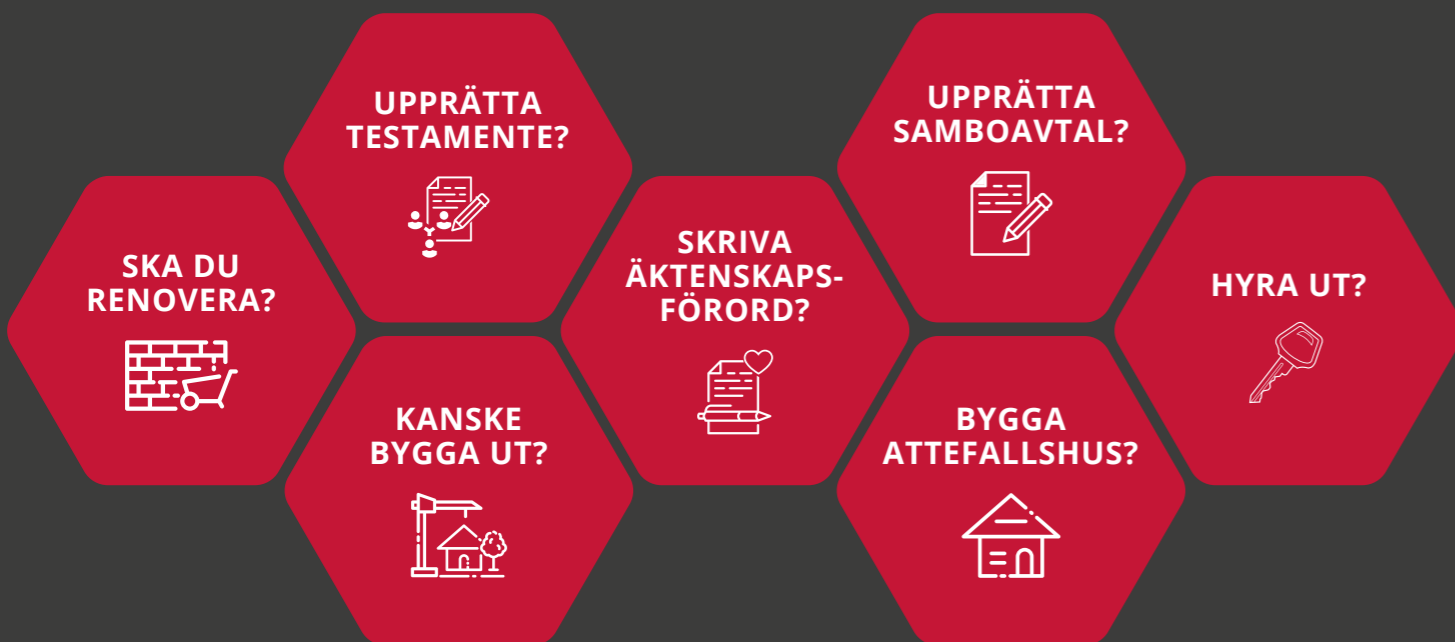 SKA DU
RENOVERA?
UPPRÄTTA
TESTAMENTE?
KANSKE
BYGGA UT?
SKRIVA
ÄKTENSKAPS-
FÖRORD?
UPPRÄTTA
SAMBOAVTAL?
BYGGA
ATTEFALLSHUS?
HYRA UT?